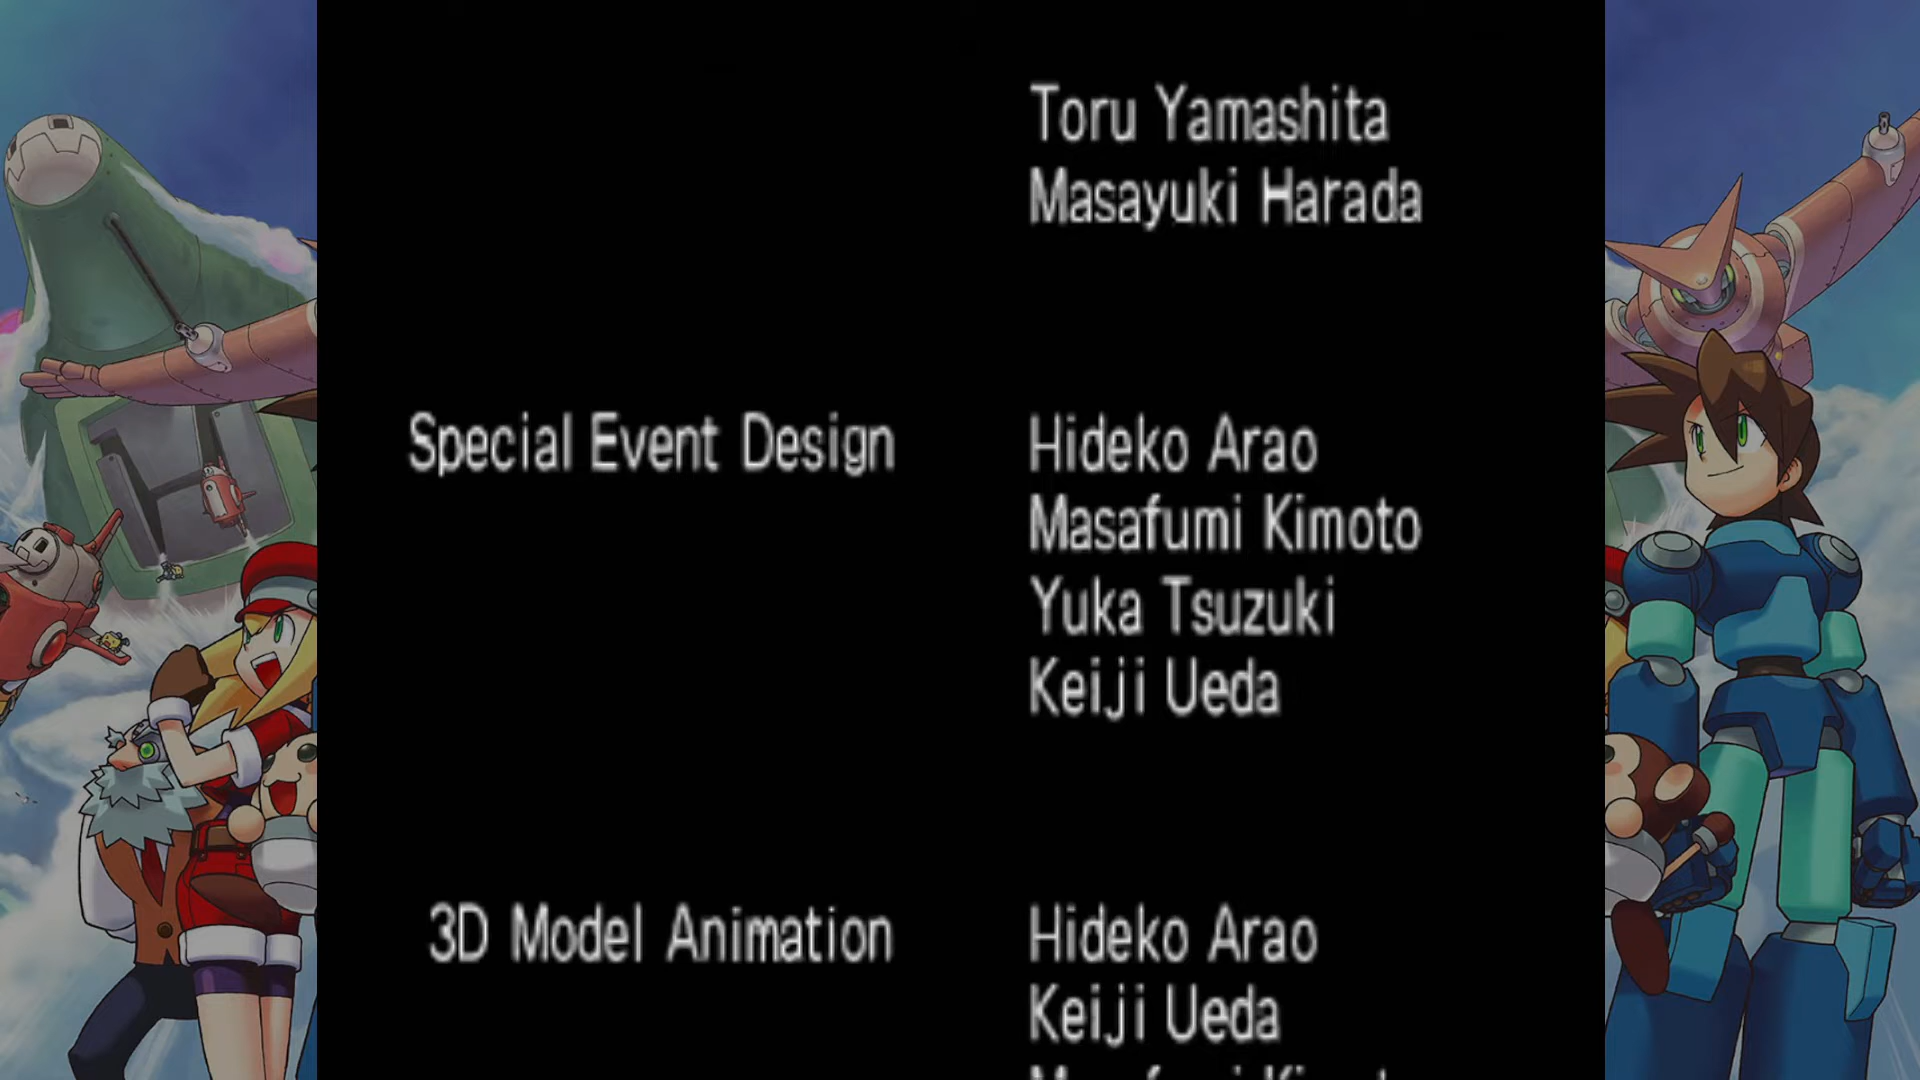 Toru Yamashita
Masayuki Harada
Special Event Design Hideko Arao
Masafumi Kimoto
Yuka Tsuzuki
Keiji Ueda
3D Model Animation Hideko Arao
Keiji Ueda